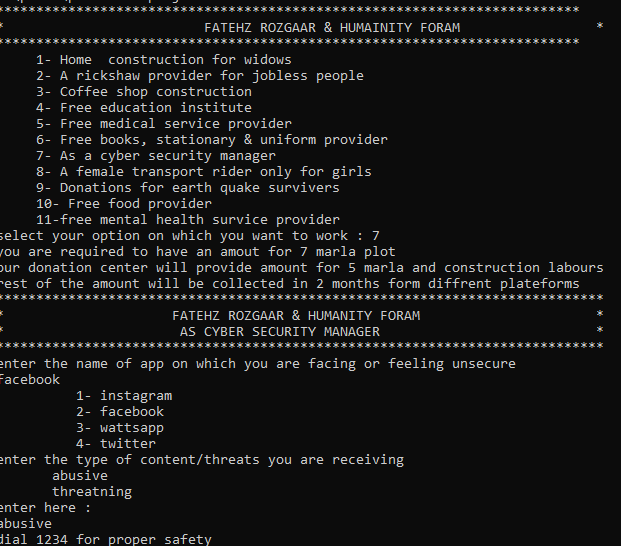 *************************************************************************
* FATEHZ ROZGAAR & HUMAINITY FORAM *
*************************************************************************
1- Home  construction for widows
2- A rickshaw provider for jobless people
3- Coffee shop construction
4- Free education institute
5- Free medical service provider
6- Free books, stationary & uniform provider
7- As a cyber security manager
8- A female transport rider only for girls
9- Donations for earth quake survivers
10- Free food provider
11-free mental health survice provider
select your option on which you want to work : 7
you are required to have an amout for 7 marla plot
our donation center will provide amount for 5 marla and construction labours
rest of the amount will be collected in 2 months form diffrent plateforms
****************************************************************************
* FATEHZ ROZGAAR & HUMANITY FORAM *
* AS CYBER SECURITY MANAGER *
****************************************************************************
enter the name of app on which you are facing or feeling unsecure
facebook
1- instagram
2- facebook
3- wattsapp
4- twitter
enter the type of content/threats you are receiving
abusive
threatning
enter here :
abusive
dial 1234 for proper safety